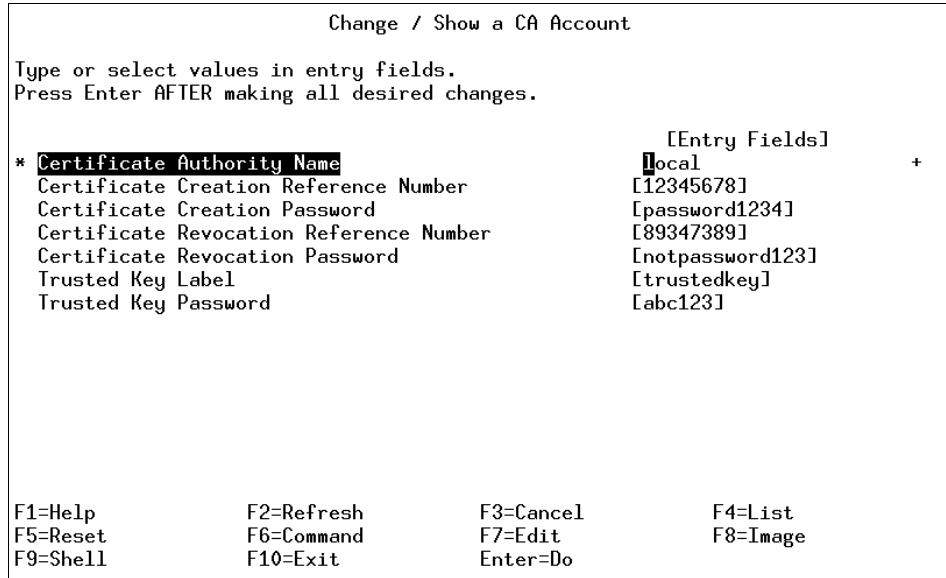 Change / Show a CA Account
Type or select values in entry fields.
Press Enter AFTER making all desired changes.
[Entry Fields]
* Certificate Authority Name local +
Certificate Creation Reference Number [12345678]
Certificate Creation Password [password1234]
Certificate Revocation Reference Number [89347389]
Certificate Revocation Password [notpassword123]
Trusted Key Label [trustedkey]
Trusted Key Password [abc123]
F1=Help F2=Refresh F3=Cancel F4=List
F5=Reset F6=Command F7=Edit F8=Image
F9=Shell F10=Exit Enter=Do